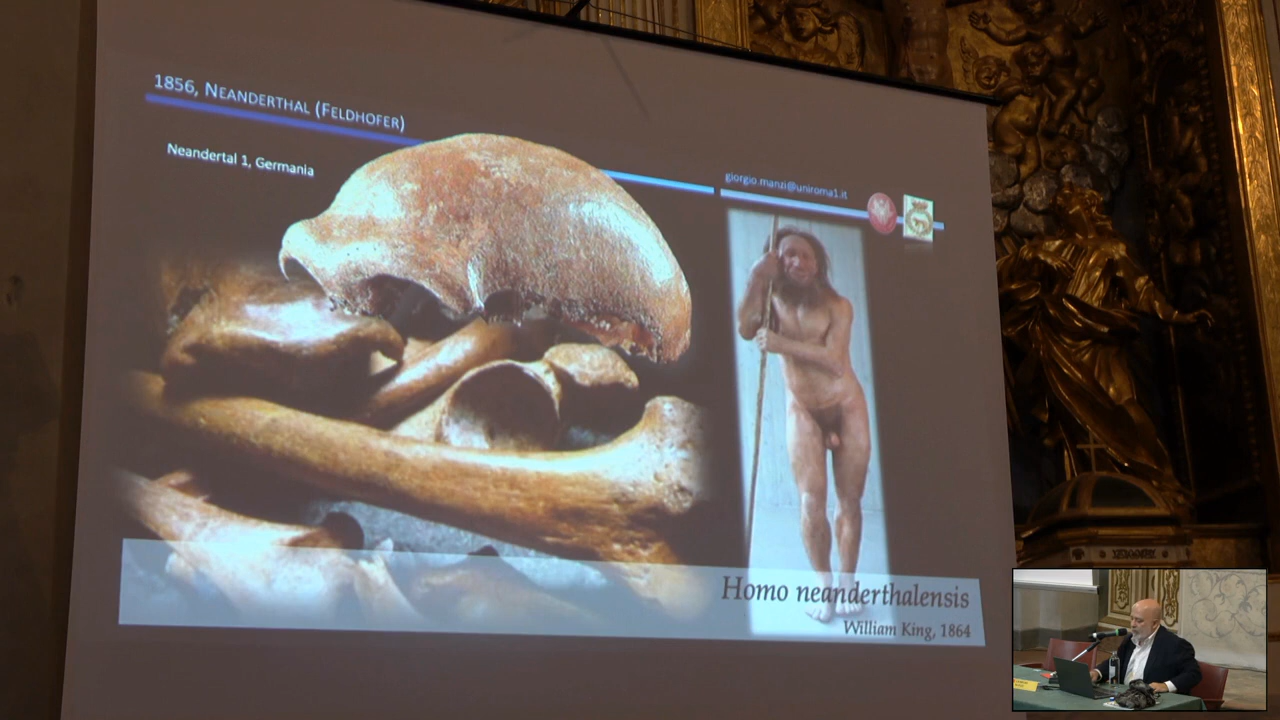 1856, NEANDERTHAL (FELDHOFER)
Neandertal 1, Germania
giorgio.manzi@uniroma1.it
Homo neanderthalensis
William King, 1864